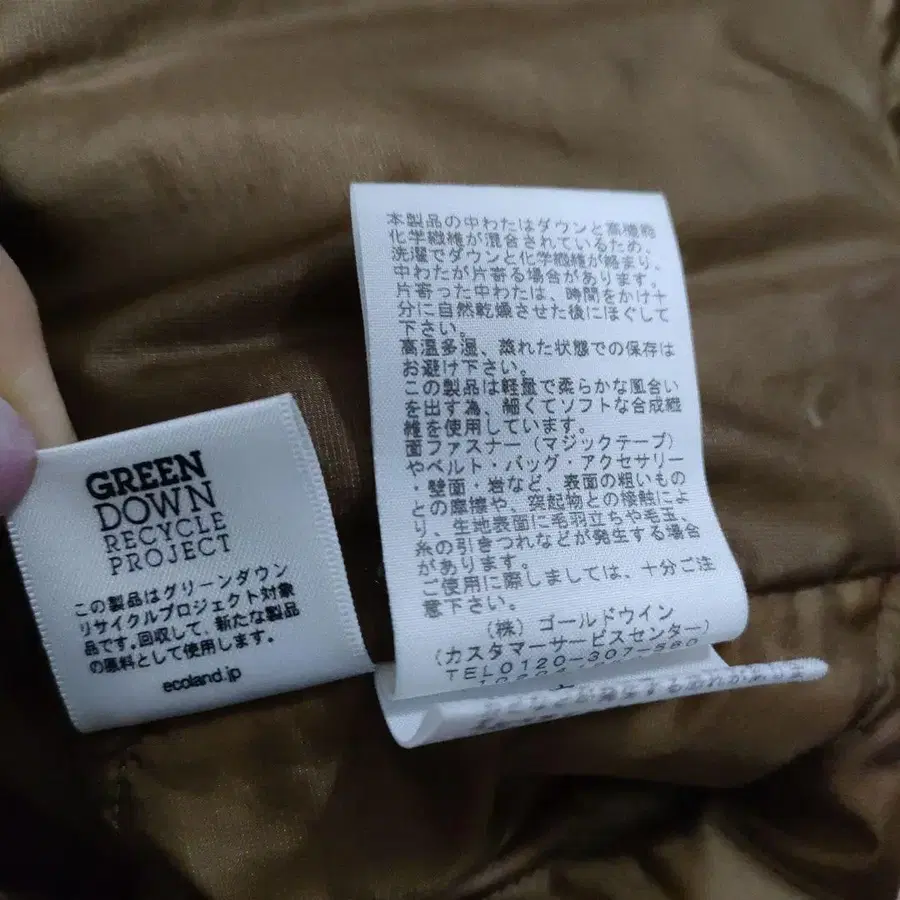 GREEN
DOWN
RECYCLE
PROJECT
この製品はグリーンダウン
リサイクルプロジェクト対象
品です。回収して、新たな製品
の原料として使用します。
ecoland.jp
本製品の中わたはダウンと高機能
化学繊維が混合されているため、
洗濯でダウンと化学繊維が絡まり、
中わたが片寄る場合があります。
片寄った中わたは、時間をかけ十
分に自然乾燥させた後にほぐして
下さい。
高温多湿、蒸れた状態での保存は
お避け下さい。
この製品は軽量で柔らかな風合い
を出す為、細くてソフトな合成繊
維を使用しています。
面ファスナー（マジックテープ）
やベルト・バッグ・アクセサリー
・壁面・岩など、表面の粗いもの
との摩擦や、突起物との接触によ
り、生地表面に毛羽立ちや毛玉、
糸の引きつれなどが発生する場合
があります。
ご使用に際しましては、十分ご注
意下さい。
（株）ゴールドウイン
（カスタマーサービスセンター）
TEL0120-307-560